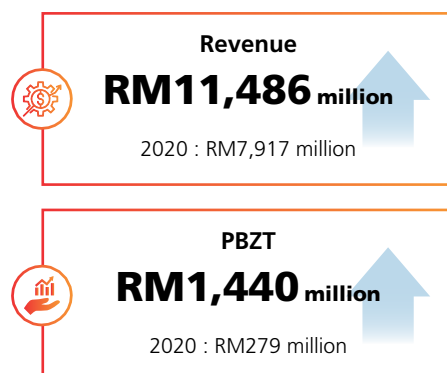 Revenue
RM11,486 million
2020 : RM7,917 million
PBZT
RM1,440 million
2020 : RM279 million